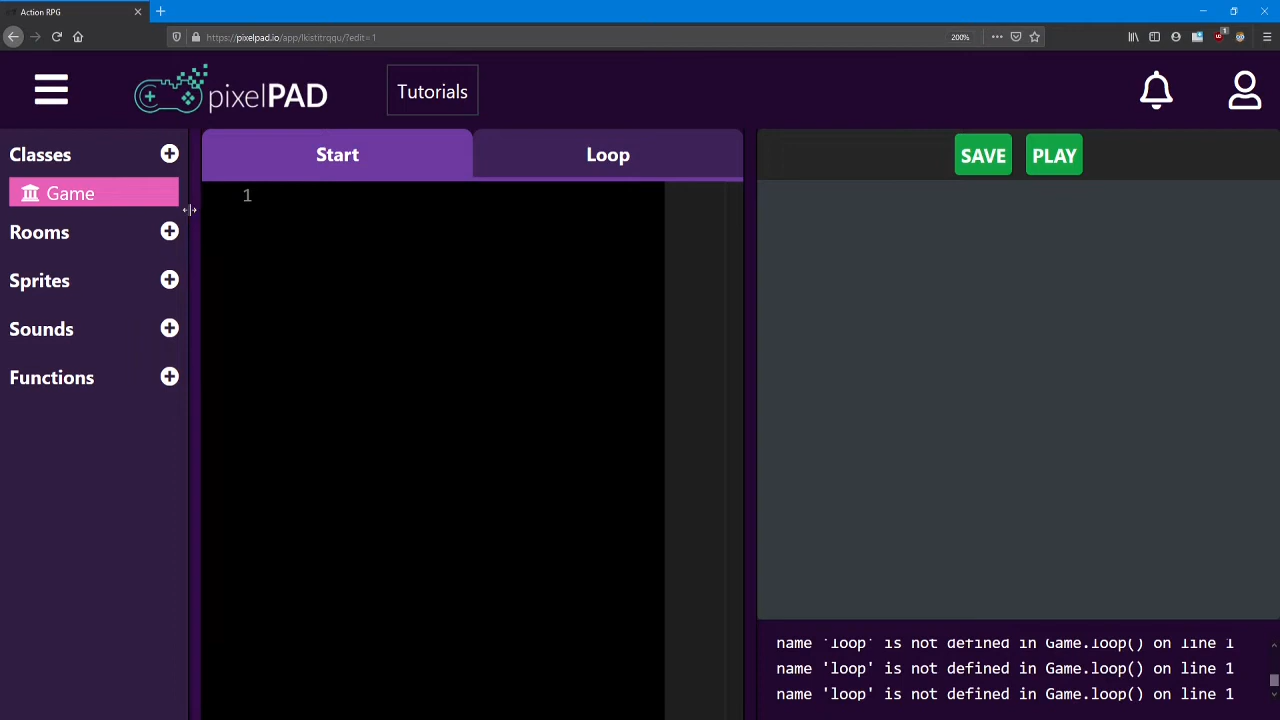 Action RPG
https://pixelpad.io/app/lkistitrqqu/?edit=1
200%
pixelPAD
Tutorials
Classes
Game
Rooms
Sprites
Sounds
Functions
Start
Loop
1
SAVE
PLAY
name 'loop' is not defined in Game.loop() on line 1
name 'loop' is not defined in Game.loop() on line 1
name 'loop' is not defined in Game.loop() on line 1